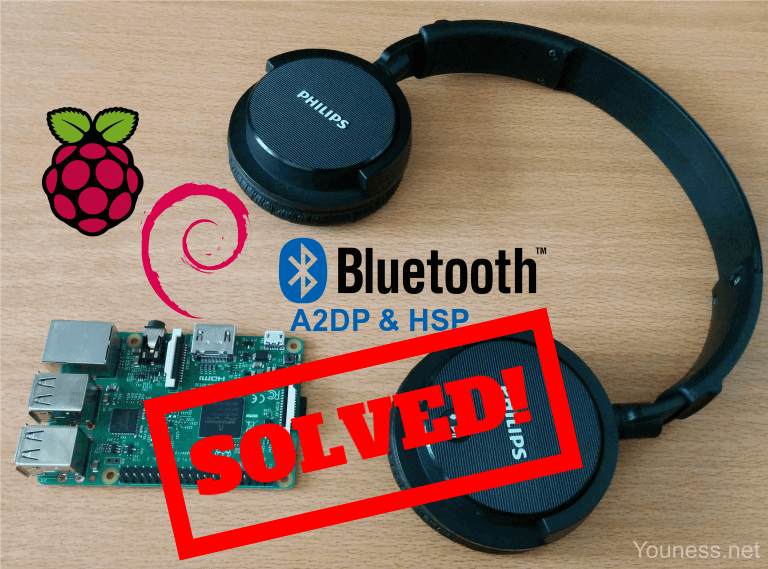 PHILIPS
Bluetooth™
A2DP & HSP
HDMI
SOLVED!
PHILIPS
Youness.net